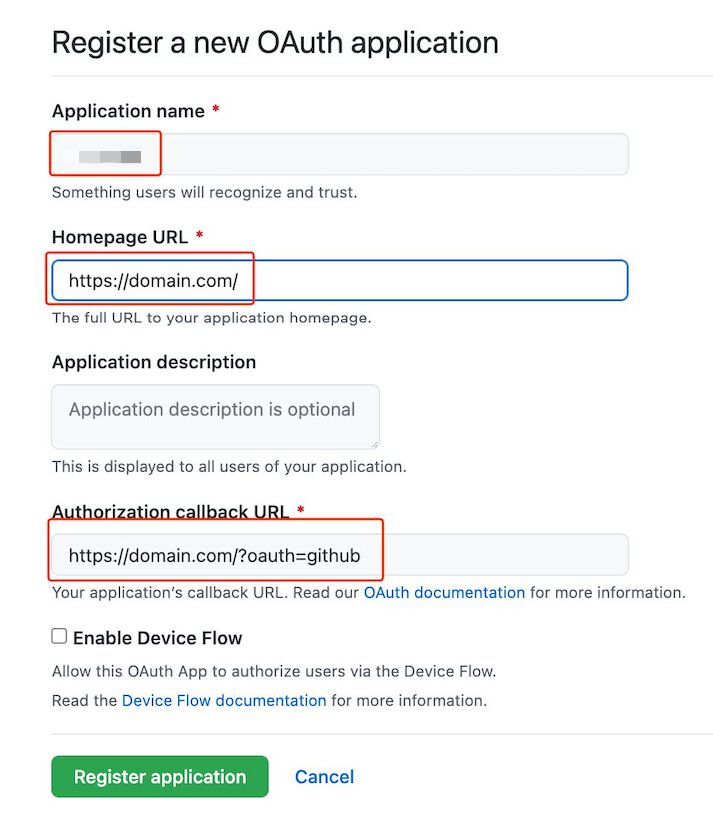 Register a new OAuth application
Application name *
Something users will recognize and trust.
Homepage URL *
https://domain.com/
The full URL to your application homepage.
Application description
Application description is optional
This is displayed to all users of your application.
Authorization callback URL *
https://domain.com/?oauth=github
Your application’s callback URL. Read our OAuth documentation for more information.
Enable Device Flow
Allow this OAuth App to authorize users via the Device Flow.
Read the Device Flow documentation for more information.
Register application Cancel